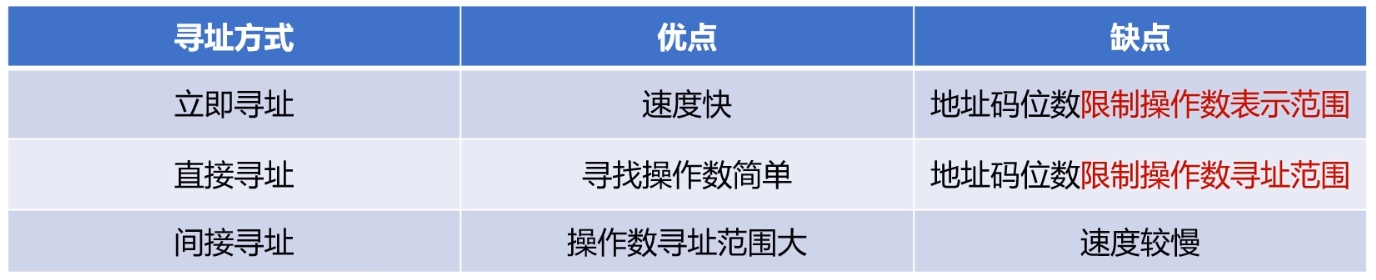 寻址方式 优点 缺点
立即寻址 速度快 地址码位数限制操作数表示范围
直接寻址 寻找操作数简单 地址码位数限制操作数寻址范围
间接寻址 操作数寻址范围大 速度较慢